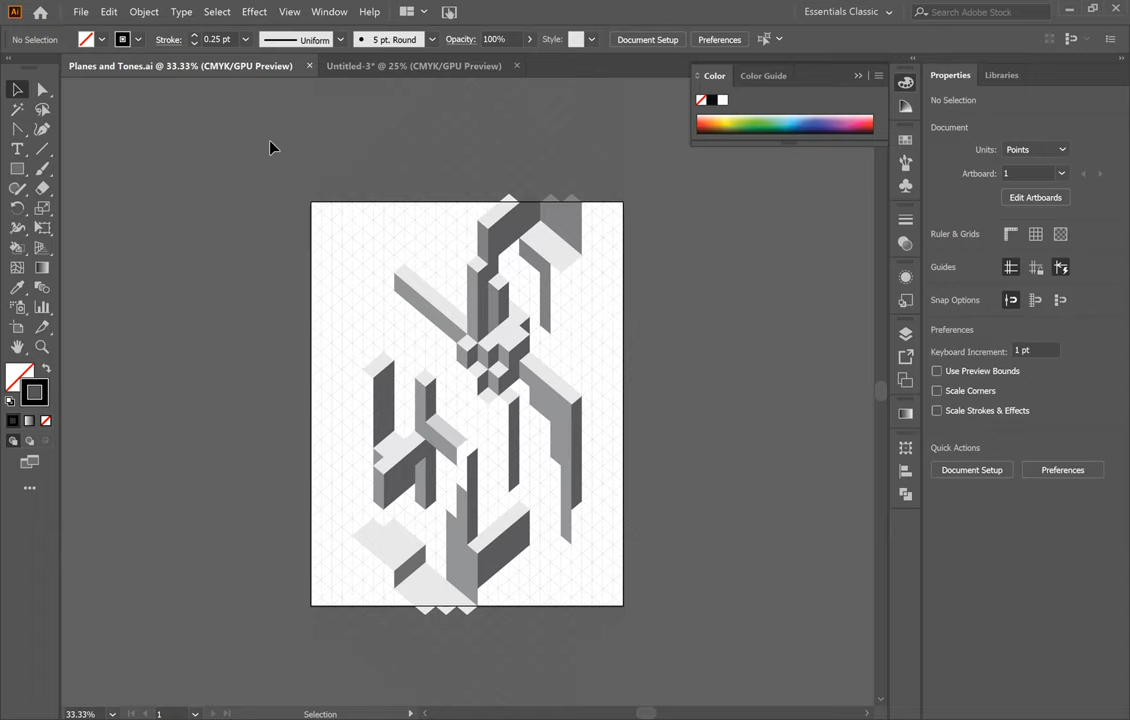 Ai File Edit Object Type Select Effect View Window Help Essentials Classic Search Adobe Stock
No Selection Stroke: 0.25 pt Uniform 5 pt. Round Opacity: 100% Style: Document Setup Preferences
Planes and Tones.ai @ 33.33% (CMYK/GPU Preview) × Untitled-3* @ 25% (CMYK/GPU Preview) ×
Color Color Guide
Properties Libraries
No Selection
Document
Units: Points
Artboard: 1
Edit Artboards
Ruler & Grids
Guides
Snap Options
Preferences
Keyboard Increment: 1 pt
Use Preview Bounds
Scale Corners
Scale Strokes & Effects
Quick Actions
Document Setup Preferences
33.33% 1 Selection